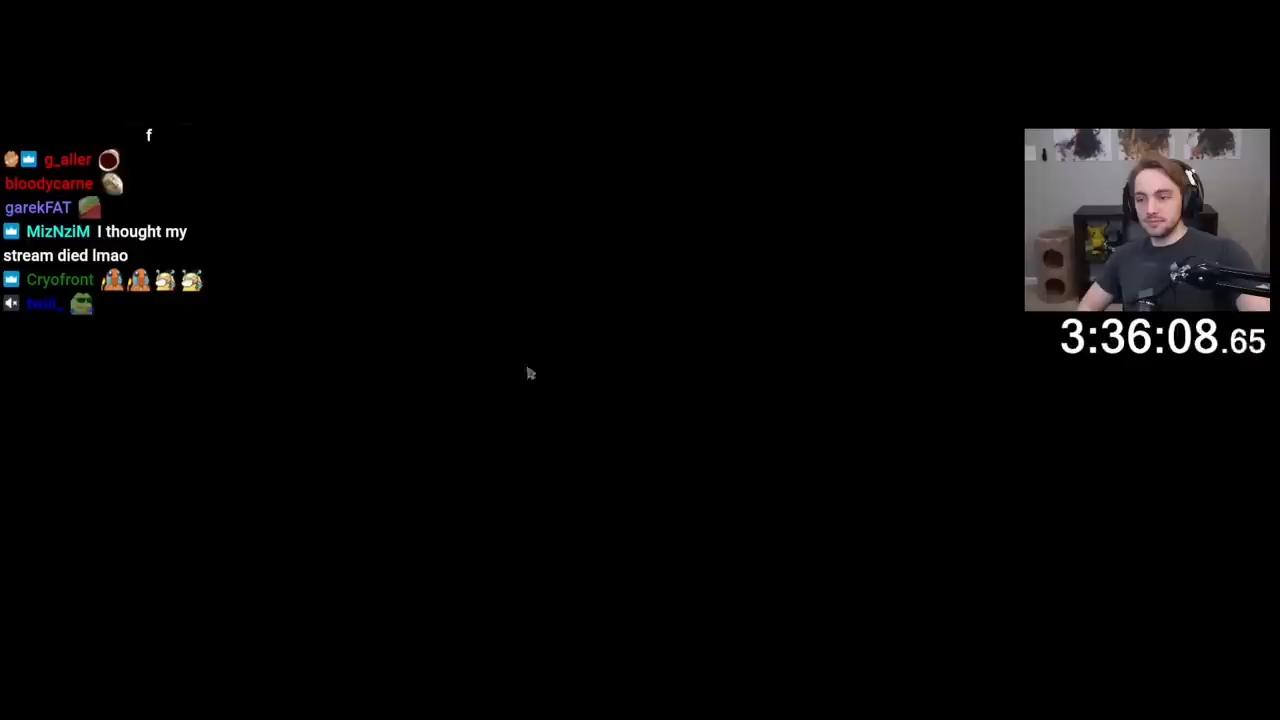 f
g_aller
bloodycarne
garekFAT
MizNziM I thought my
stream died lmao
Cryofront
3:36:08.65